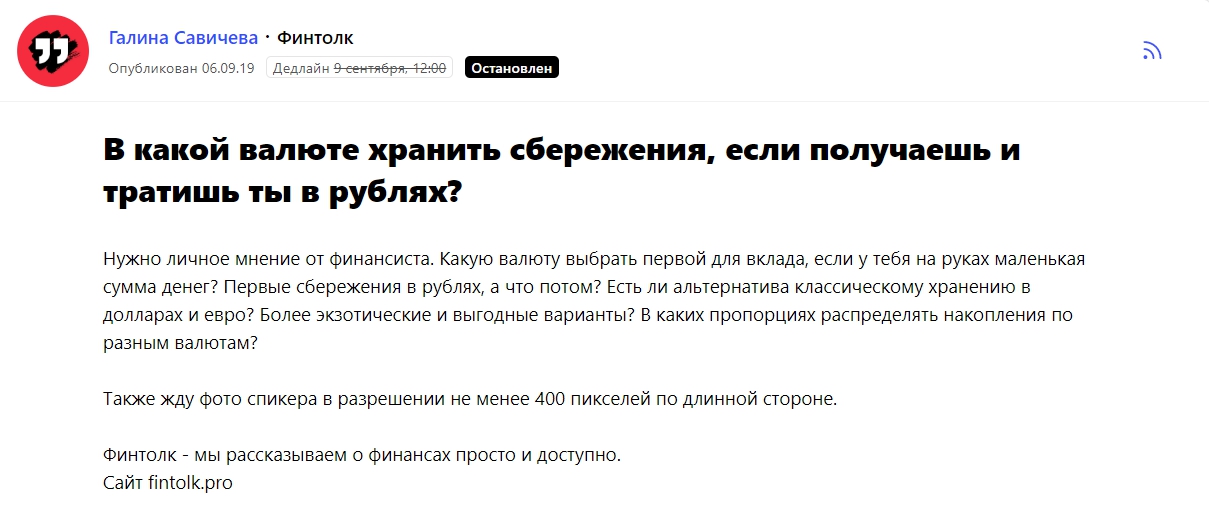 Галина Савичева · Финтолк
Опубликован 06.09.19 Дедлайн 9 сентября, 12:00 Остановлен
В какой валюте хранить сбережения, если получаешь и
тратишь ты в рублях?
Нужно личное мнение от финансиста. Какую валюту выбрать первой для вклада, если у тебя на руках маленькая
сумма денег? Первые сбережения в рублях, а что потом? Есть ли альтернатива классическому хранению в
долларах и евро? Более экзотические и выгодные варианты? В каких пропорциях распределять накопления по
разным валютам?
Также жду фото спикера в разрешении не менее 400 пикселей по длинной стороне.
Финтолк - мы рассказываем о финансах просто и доступно.
Сайт fintolk.pro